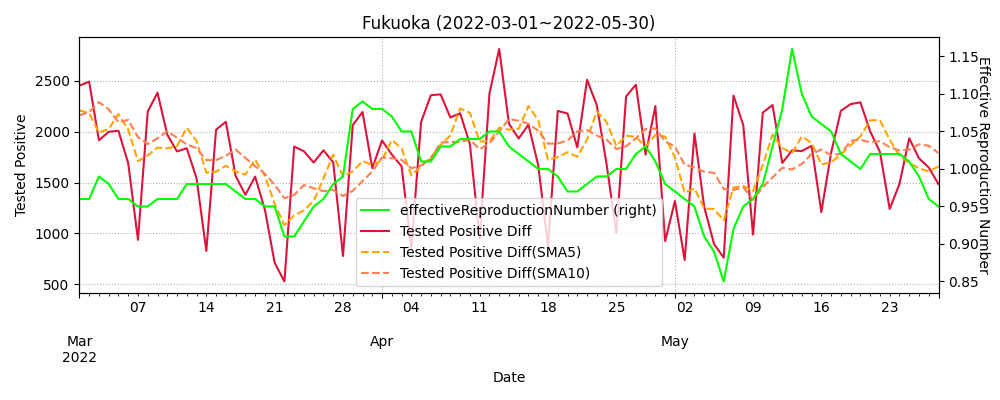 Fukuoka (2022-03-01~2022-05-30)
Tested Positive
2500
2000
1500
1000
500
1.15
1.10
1.05
1.00
0.95
0.90
0.85
Effective Reproduction Number
effectiveReproductionNumber (right)
Tested Positive Diff
Tested Positive Diff(SMA5)
Tested Positive Diff(SMA10)
07 14 21 28 04 11 18 25 02 09 16 23
Mar Apr May
2022
Date